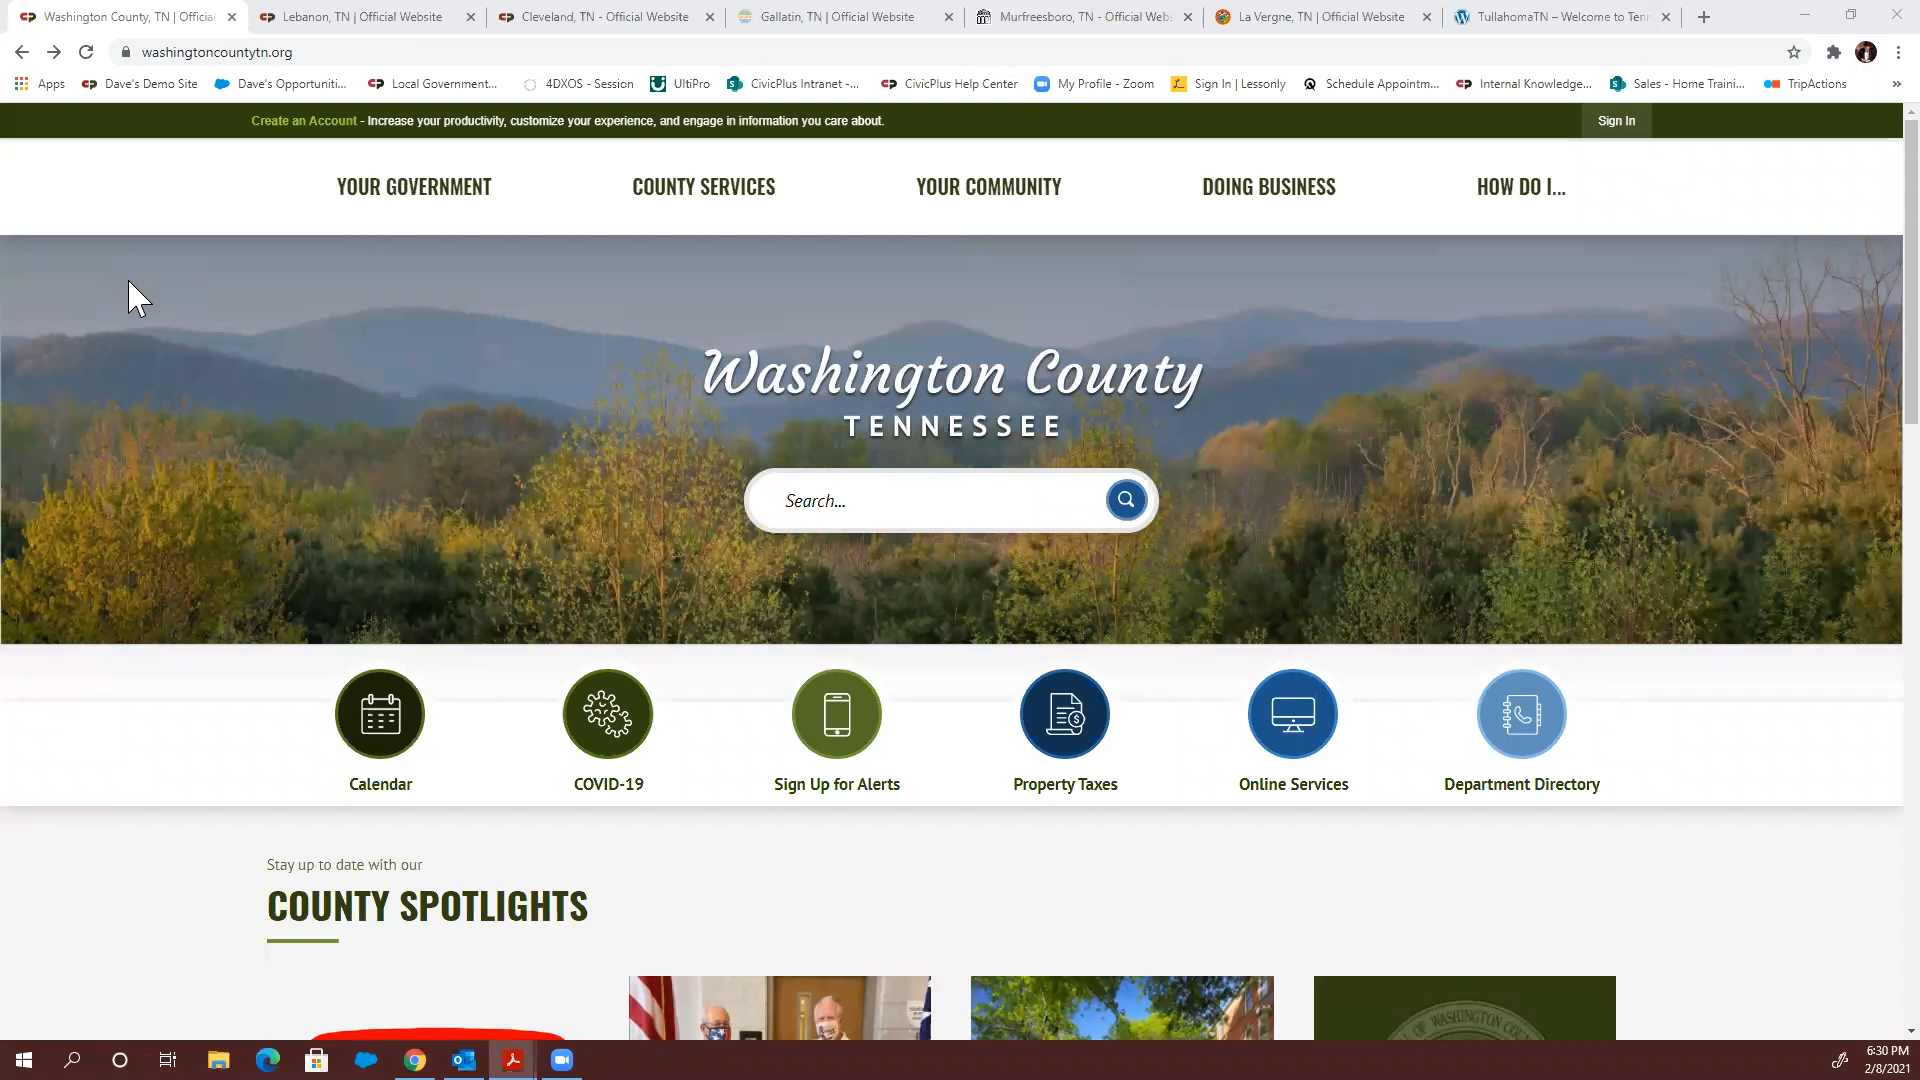 Washington County, TN | Official
Lebanon, TN | Official Website
Cleveland, TN - Official Website
Gallatin, TN | Official Website
Murfreesboro, TN - Official Webs
La Vergne, TN | Official Website
TullahomaTN – Welcome to Tenn
washingtoncountytn.org
Apps
Dave's Demo Site
Dave's Opportuniti...
Local Government...
4DXOS - Session
UltiPro
CivicPlus Intranet -...
CivicPlus Help Center
My Profile - Zoom
Sign In | Lessonly
Schedule Appointm...
Internal Knowledge...
Sales - Home Traini...
TripActions
»
Create an Account - Increase your productivity, customize your experience, and engage in information you care about.
Sign In
YOUR GOVERNMENT
COUNTY SERVICES
YOUR COMMUNITY
DOING BUSINESS
HOW DO I...
Washington County
TENNESSEE
Search...
Calendar
COVID-19
Sign Up for Alerts
Property Taxes
Online Services
Department Directory
Stay up to date with our
COUNTY SPOTLIGHTS
OF WASHINGTON
6:30 PM
2/8/2021